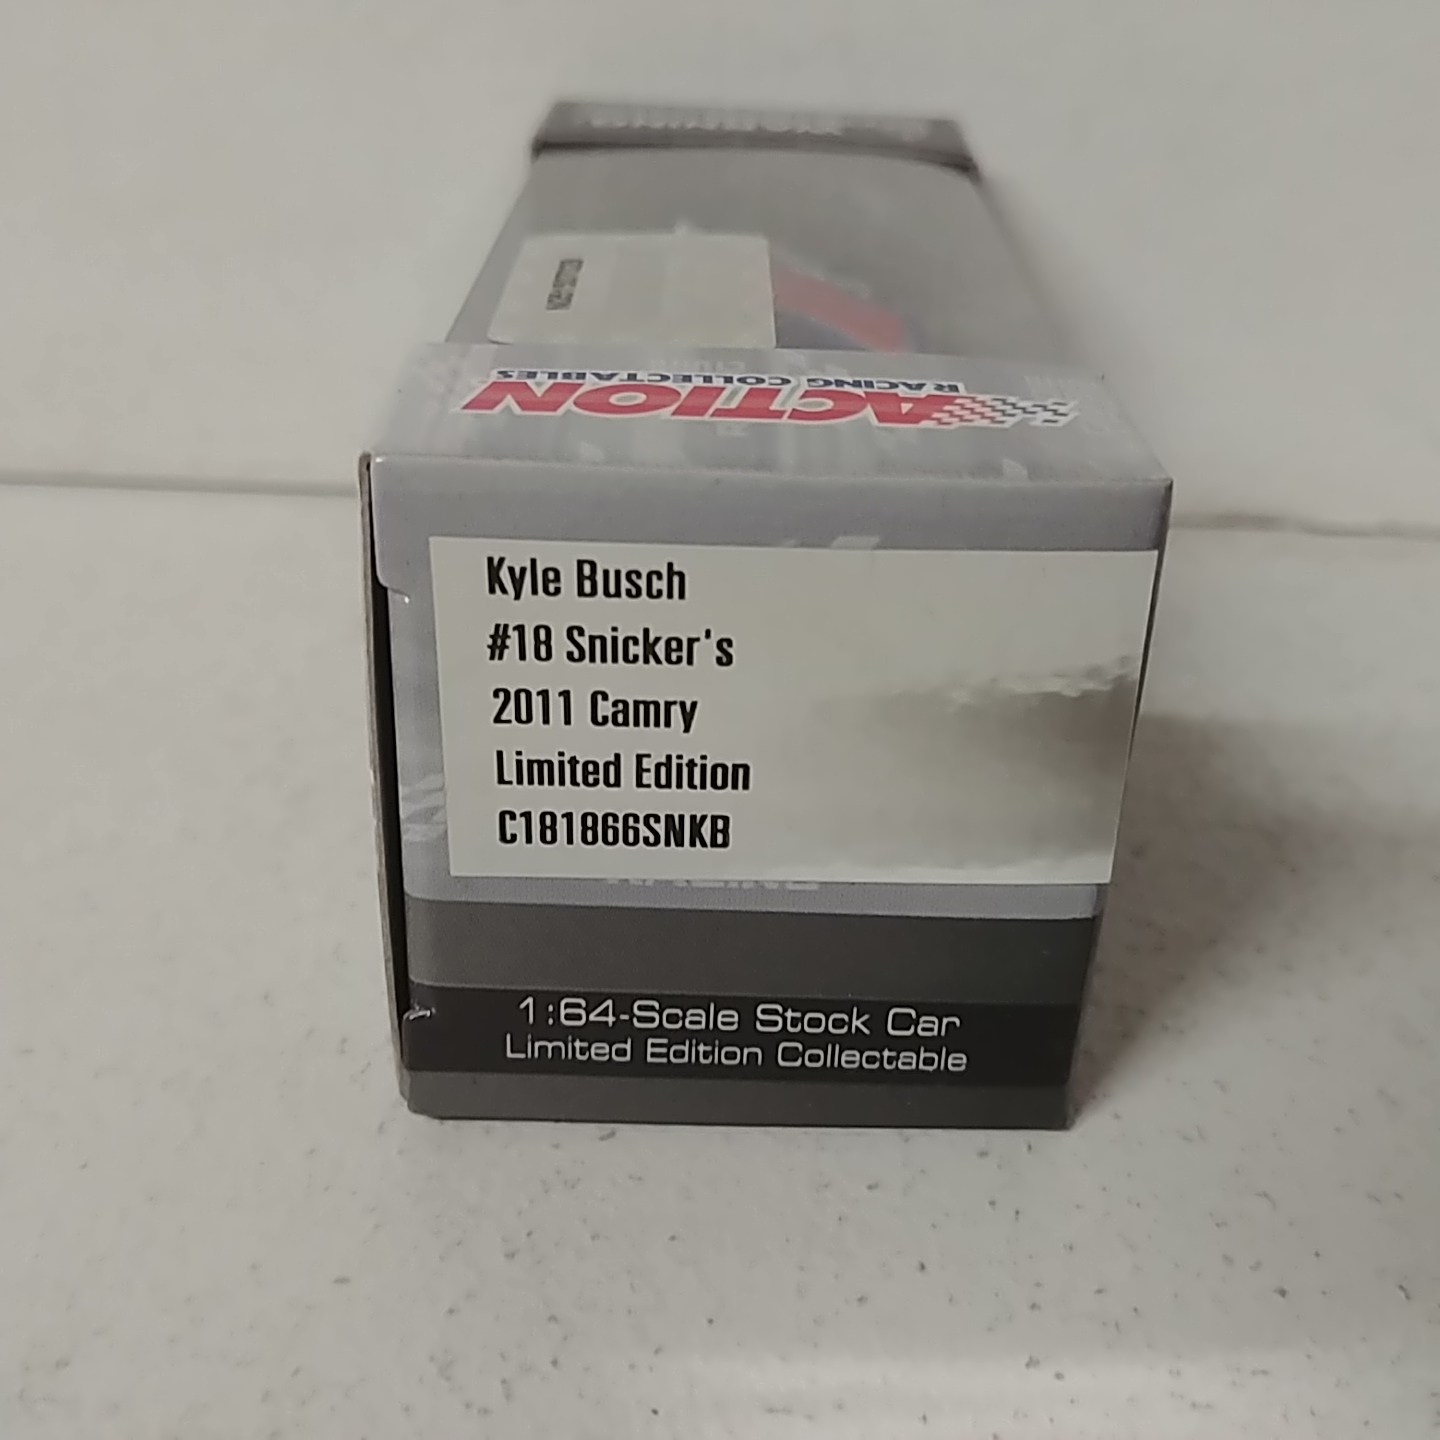 ACTION
RACING COLLECTABLES
Kyle Busch
#18 Snicker's
2011 Camry
Limited Edition
C181866SNKB
RACING
1:64-Scale Stock Car
Limited Edition Collectable